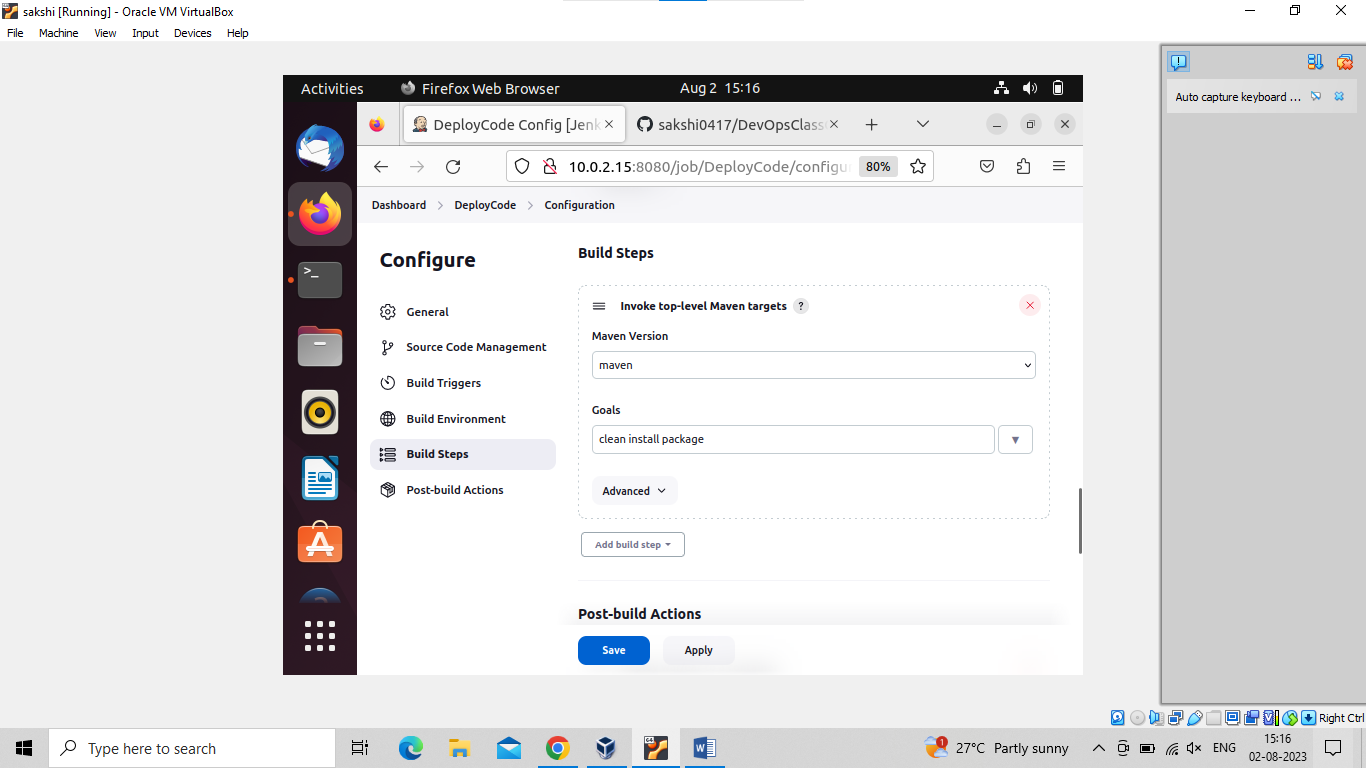 sakshi [Running] - Oracle VM VirtualBox
File Machine View Input Devices Help
Auto capture keyboard ...
Activities Firefox Web Browser Aug 2 15:16
DeployCode Config [Jenk sakshi0417/DevOpsClass
10.0.2.15:8080/job/DeployCode/configu 80%
Dashboard DeployCode Configuration
Configure
General
Source Code Management
Build Triggers
Build Environment
Build Steps
Post-build Actions
Build Steps
Invoke top-level Maven targets ?
Maven Version
maven
Goals
clean install package
Advanced
Add build step
Post-build Actions
Save Apply
Right Ctrl
Type here to search
1 27°C Partly sunny ENG 15:16
02-08-2023